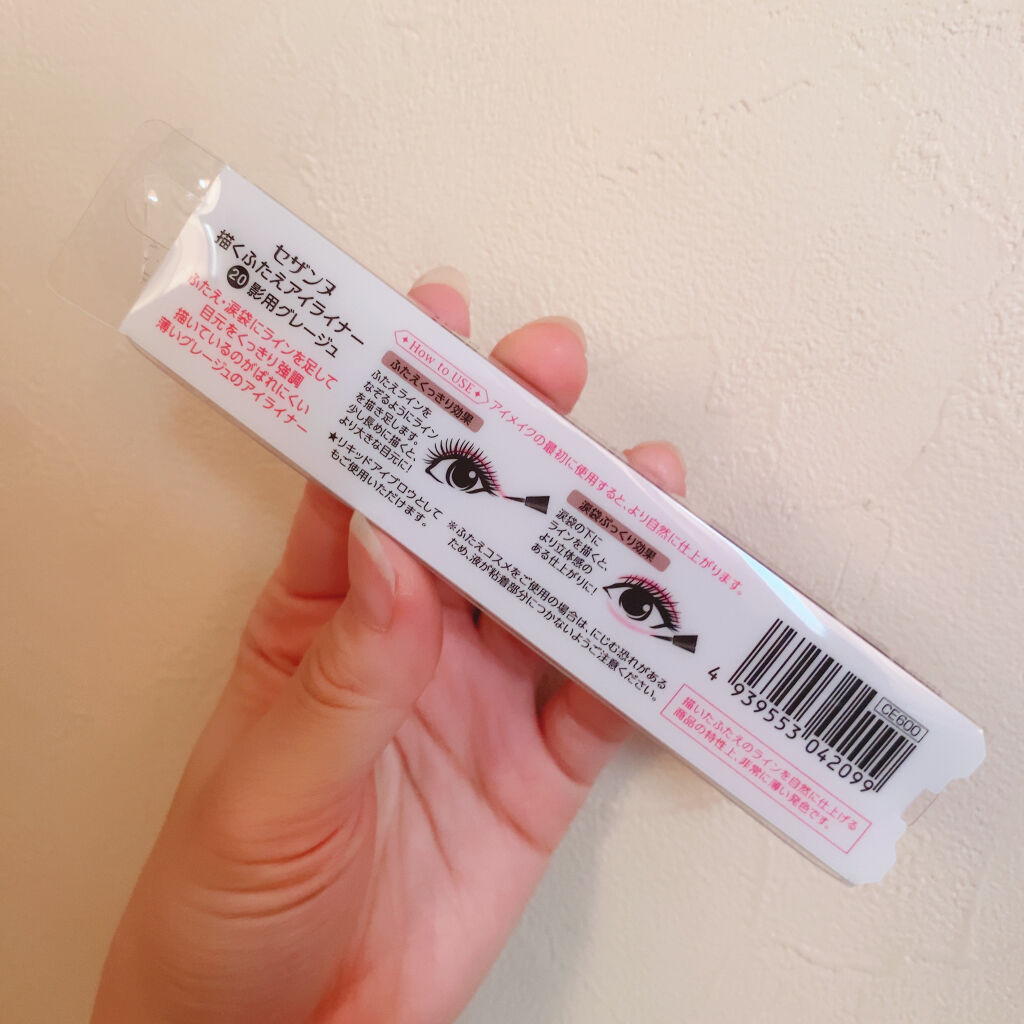 セザンヌ
描くふたえアイライナー
20 影用グレージュ
ふたえ・涙袋にラインを足して
目元をくっきり強調
描いているのがばれにくい
薄いグレージュのアイライナー
How to USE
アイメイクの最初に使用すると、より自然に仕上がります。
ふたえくっきり効果
ふたえラインを
なぞるようにライン
を描き足します。
少し長めに描くと、
より大きな目元に!
★リキッドアイブロウとして
もご使用いただけます。
涙袋ぷっくり効果
涙袋の下に
ラインを描くと、
より立体感の
ある仕上がりに!
※ふたえコスメをご使用の場合は、にじむ恐れがある
ため、液が粘着部分につかないようご注意ください。
CE600
4 939553 042099
描いたふたえのラインを自然に仕上げる
商品の特性上、非常に薄い発色です。